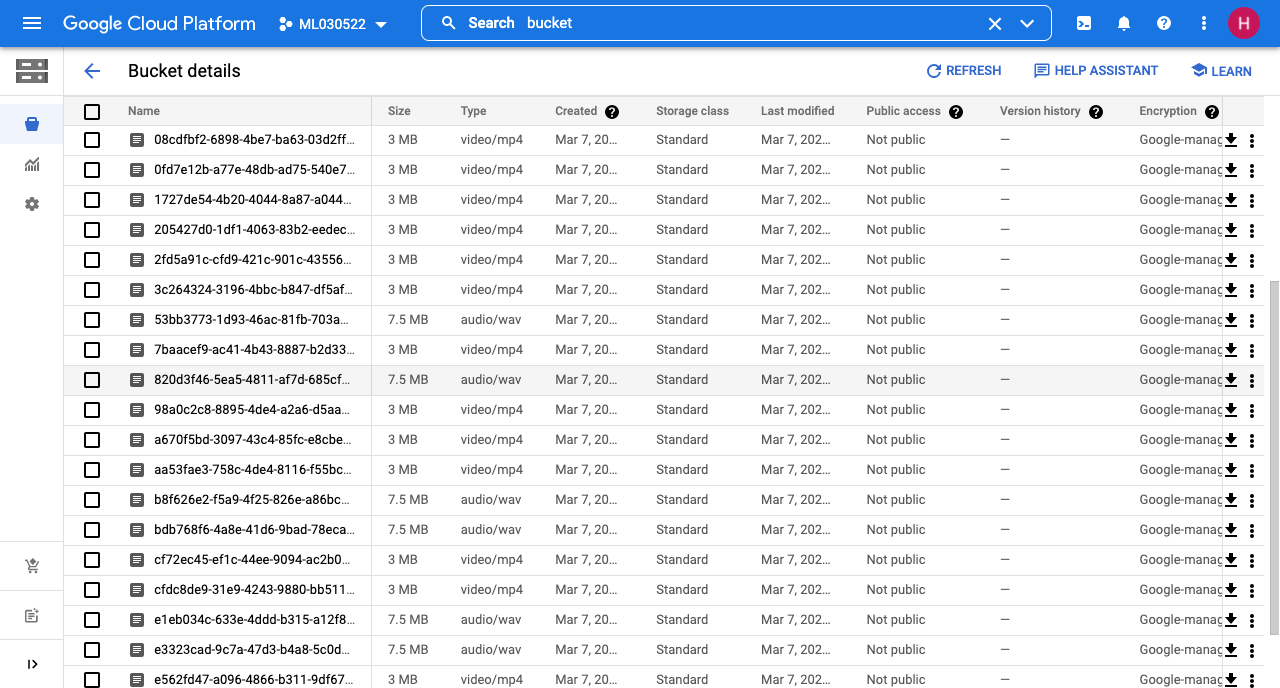 Google Cloud Platform ML030522 Search bucket H
Bucket details REFRESH HELP ASSISTANT LEARN
Name Size Type Created Storage class Last modified Public access Version history Encryption
08cdfbf2-6898-4be7-ba63-03d2ff… 3 MB video/mp4 Mar 7, 20… Standard Mar 7, 202… Not public — Google-manag
0fd7e12b-a77e-48db-ad75-540e7… 3 MB video/mp4 Mar 7, 20… Standard Mar 7, 202… Not public — Google-manag
1727de54-4b20-4044-8a87-a044… 3 MB video/mp4 Mar 7, 20… Standard Mar 7, 202… Not public — Google-manag
205427d0-1df1-4063-83b2-eedec… 3 MB video/mp4 Mar 7, 20… Standard Mar 7, 202… Not public — Google-manag
2fd5a91c-cfd9-421c-901c-43556… 3 MB video/mp4 Mar 7, 20… Standard Mar 7, 202… Not public — Google-manag
3c264324-3196-4bbc-b847-df5af… 3 MB video/mp4 Mar 7, 20… Standard Mar 7, 202… Not public — Google-manag
53bb3773-1d93-46ac-81fb-703a… 7.5 MB audio/wav Mar 7, 20… Standard Mar 7, 202… Not public — Google-manag
7baacef9-ac41-4b43-8887-b2d33… 3 MB video/mp4 Mar 7, 20… Standard Mar 7, 202… Not public — Google-manag
820d3f46-5ea5-4811-af7d-685cf… 7.5 MB audio/wav Mar 7, 20… Standard Mar 7, 202… Not public — Google-manag
98a0c2c8-8895-4de4-a2a6-d5aa… 3 MB video/mp4 Mar 7, 20… Standard Mar 7, 202… Not public — Google-manag
a670f5bd-3097-43c4-85fc-e8cbe… 3 MB video/mp4 Mar 7, 20… Standard Mar 7, 202… Not public — Google-manag
aa53fae3-758c-4de4-8116-f55bc… 3 MB video/mp4 Mar 7, 20… Standard Mar 7, 202… Not public — Google-manag
b8f626e2-f5a9-4f25-826e-a86bc… 7.5 MB audio/wav Mar 7, 20… Standard Mar 7, 202… Not public — Google-manag
bdb768f6-4a8e-41d6-9bad-78eca… 7.5 MB audio/wav Mar 7, 20… Standard Mar 7, 202… Not public — Google-manag
cf72ec45-ef1c-44ee-9094-ac2b0… 3 MB video/mp4 Mar 7, 20… Standard Mar 7, 202… Not public — Google-manag
cfdc8de9-31e9-4243-9880-bb511… 3 MB video/mp4 Mar 7, 20… Standard Mar 7, 202… Not public — Google-manag
e1eb034c-633e-4ddd-b315-a12f8… 7.5 MB audio/wav Mar 7, 20… Standard Mar 7, 202… Not public — Google-manag
e3323cad-9c7a-47d3-b4a8-5c0d… 7.5 MB audio/wav Mar 7, 20… Standard Mar 7, 202… Not public — Google-manag
e562fd47-a096-4866-b311-9df67… 3 MB video/mp4 Mar 7, 20… Standard Mar 7, 202… Not public — Google-manag